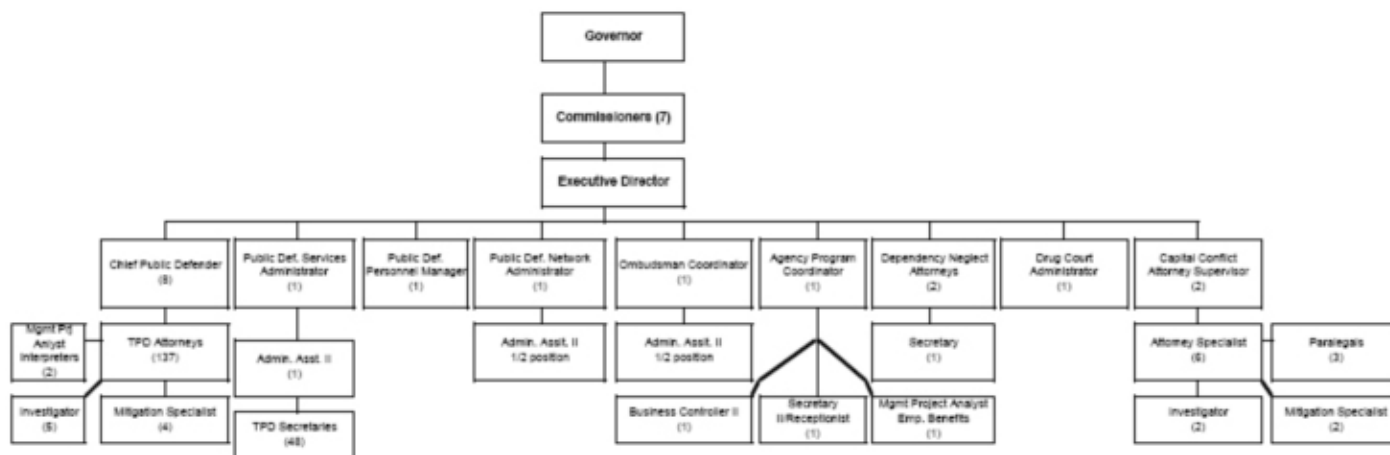 Governor
Commissioners (7)
Executive Director
Chief Public Defender
(8)
Public Def. Services
Administrator
(1)
Public Def.
Personnel Manager
(1)
Public Def. Network
Administrator
(1)
Ombudsman Coordinator
(1)
Agency Program
Coordinator
(1)
Dependency Neglect
Attorneys
(2)
Drug Court
Administrator
(1)
Capital Conflict
Attorney Supervisor
(2)
Mgmt Prj
Anlyst
Interpreters
(2)
TPD Attorneys
(137)
Admin. Asst. II
(1)
Admin. Assit. II
1/2 position
Admin. Assit. II
1/2 position
Secretary
(1)
Attorney Specialist
(6)
Paralegals
(3)
Investigator
(5)
Mitigation Specialist
(4)
TPD Secretaries
(48)
Business Controller II
(1)
Secretary
II/Receptionist
(1)
Mgmt Project Analyst
Emp. Benefits
(1)
Investigator
(2)
Mitigation Specialist
(2)